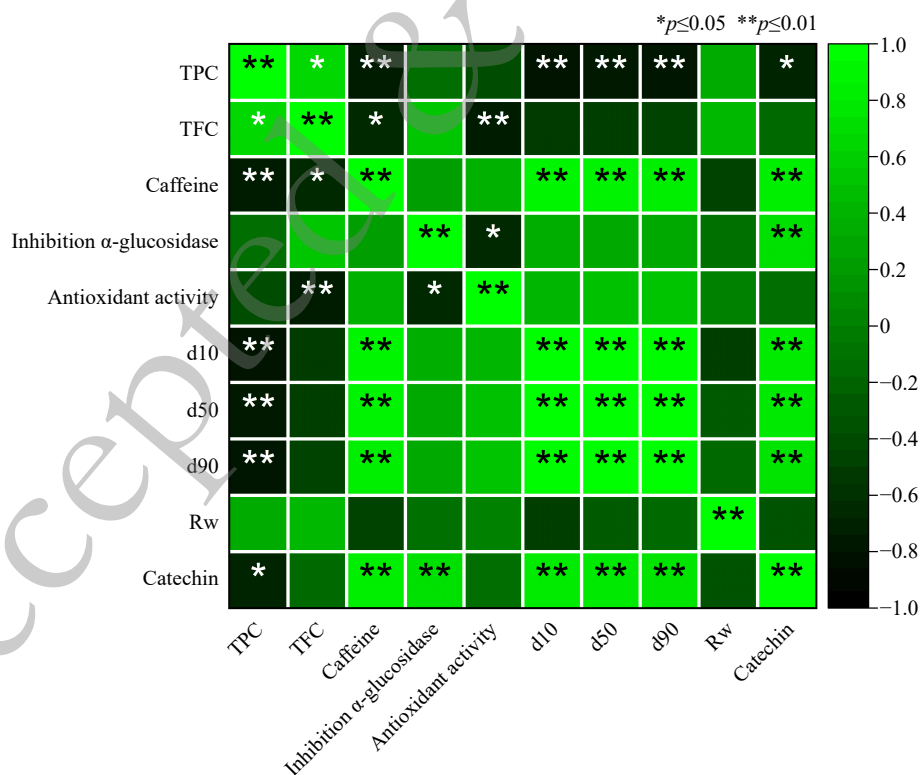 *p≤0.05 **p≤0.01
TPC ** * ** ** ** ** *
TFC * ** * **
Caffeine ** * ** ** ** ** **
Inhibition α-glucosidase ** * **
Antioxidant activity ** * **
d10 ** ** ** ** ** **
d50 ** ** ** ** ** **
d90 ** ** ** ** ** **
Rw **
Catechin * ** ** ** ** ** **
TPC
TFC
Caffeine
Inhibition α-glucosidase
Antioxidant activity
d10
d50
d90
Rw
Catechin
1.0
0.8
0.6
0.4
0.2
0
−0.2
−0.4
−0.6
−0.8
−1.0
ccepted &